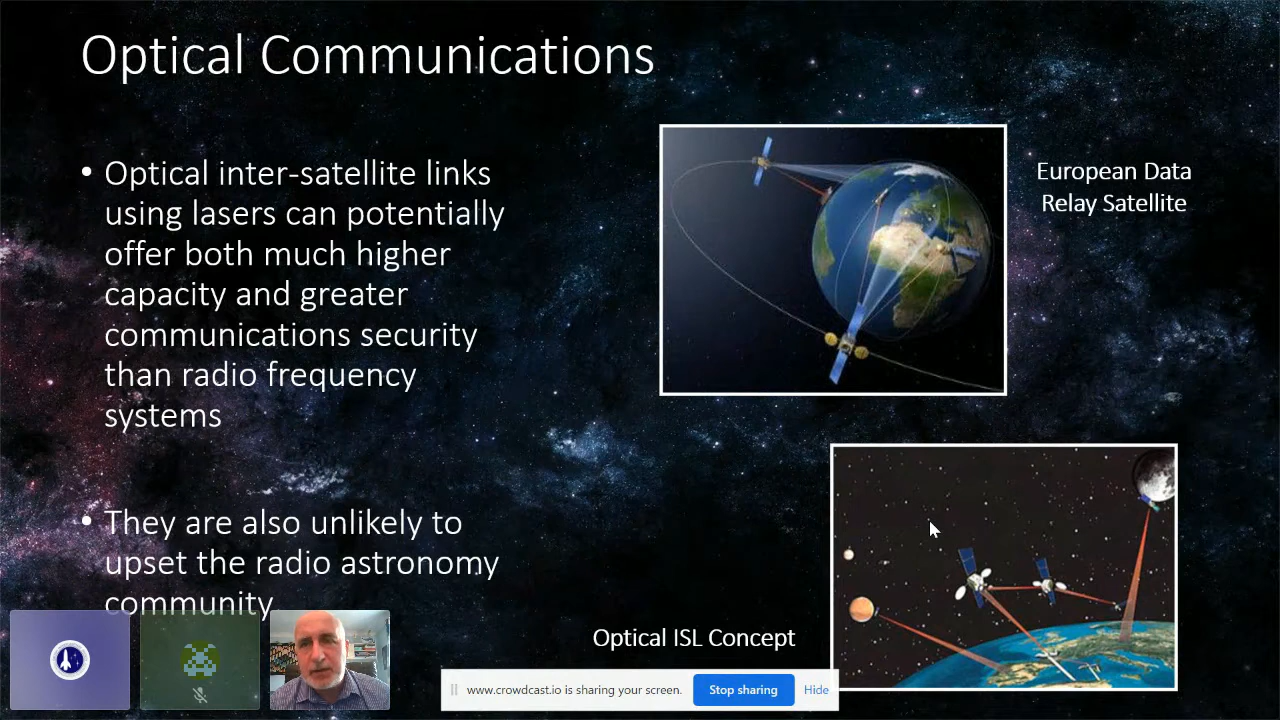 Optical Communications
• Optical inter-satellite links
using lasers can potentially
offer both much higher
capacity and greater
communications security
than radio frequency
systems
• They are also unlikely to
upset the radio astronomy
community
European Data
Relay Satellite
Optical ISL Concept
www.crowdcast.io is sharing your screen.
Stop sharing
Hide